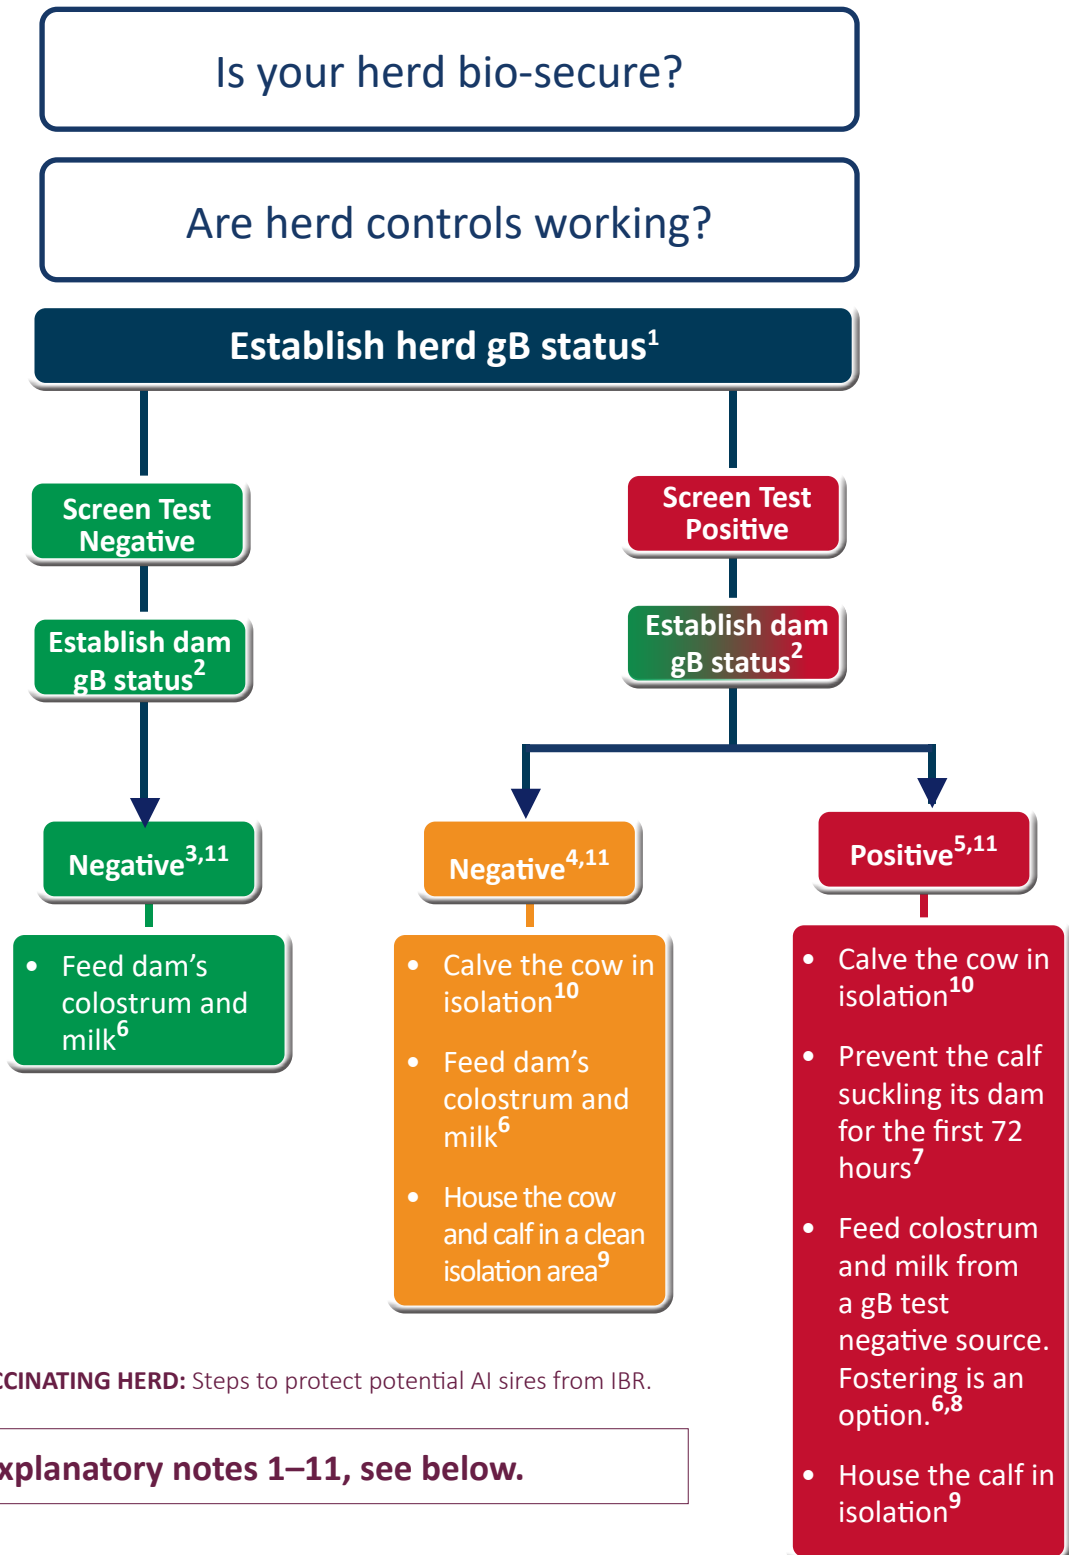 Is your herd bio-secure?
Are herd controls working?
Establish herd gB status1
Screen Test
Negative
Screen Test
Positive
Establish dam
gB status2
Establish dam
gB status2
Negative3,11
Negative4,11
Positive5,11
• Feed dam's
colostrum and
milk6
• Calve the cow in
isolation10
• Feed dam's
colostrum and
milk6
• House the cow
and calf in a clean
isolation area9
• Calve the cow in
isolation10
• Prevent the calf
suckling its dam
for the first 72
hours7
• Feed colostrum
and milk from
a gB test
negative source.
Fostering is an
option.6,8
• House the calf in
isolation9
CCINATING HERD: Steps to protect potential AI sires from IBR.
xplanatory notes 1–11, see below.